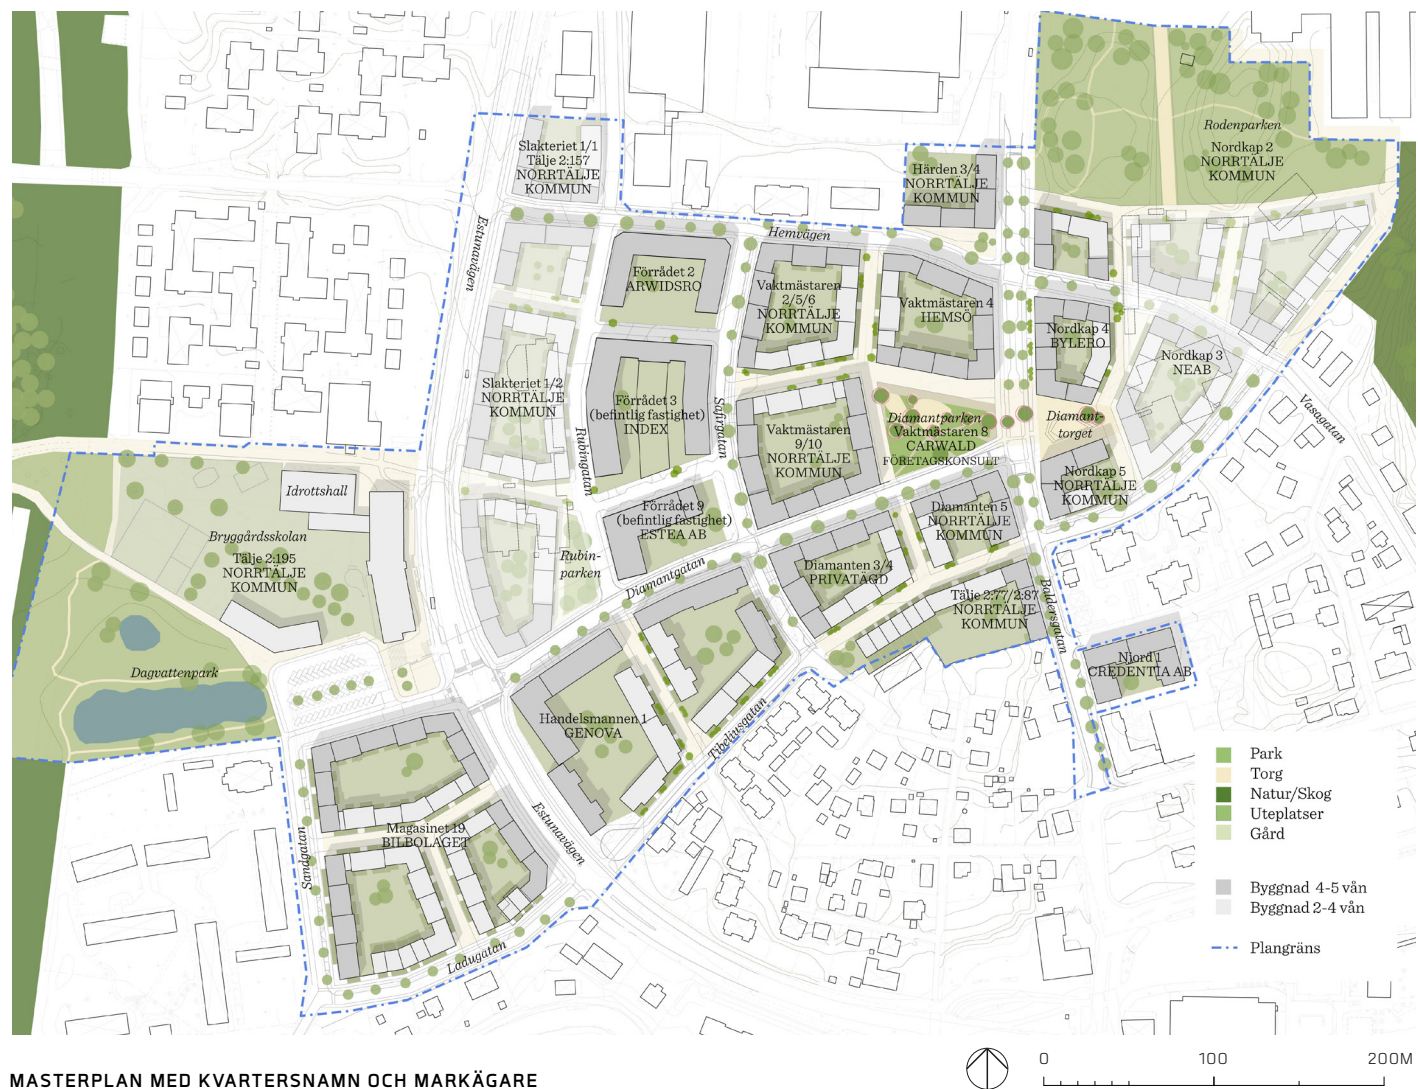 Slakteriet 1/1
Tälje 2:157
NORRTÄLJE
KOMMUN
Härden 3/4
NORRTÄLJE
KOMMUN
Rodenparken
Nordkap 2
NORRTÄLJE
KOMMUN
Estunavägen
Hemvägen
Förrådet 2
ARWIDSRO
Vaktmästaren
2/5/6
NORRTÄLJE
KOMMUN
Vaktmästaren 4
HEMSÖ
Nordkap 4
BYLERO
Nordkap 3
NEAB
Slakteriet 1/2
NORRTÄLJE
KOMMUN
Förrådet 3
(befintlig fastighet)
INDEX
Safirgatan
Rubingatan
Vaktmästaren
9/10
NORRTÄLJE
KOMMUN
Diamantparken
Vaktmästaren 8
CARWALD
FÖRETAGSKONSULT
Diamant-
torget
Vasagatan
Nordkap 5
NORRTÄLJE
KOMMUN
Idrottshall
Bryggårdsskolan
Tälje 2:195
NORRTÄLJE
KOMMUN
Förrådet 9
(befintlig fastighet)
ESTEA AB
Rubin-
parken
Diamantgatan
Diamanten 5
NORRTÄLJE
KOMMUN
Diamanten 3/4
PRIVATÄGD
Tälje 2:77/2:87
NORRTÄLJE
KOMMUN
Baldersgatan
Njord 1
CREDENTIA AB
Dagvattenpark
Handelsmannen 1
GENOVA
Tibeliusgatan
Estunavägen
Magasinet 19
BILBOLAGET
Sandgatan
Ladugatan
Park
Torg
Natur/Skog
Uteplatser
Gård
Byggnad 4-5 vån
Byggnad 2-4 vån
Plangräns
0 100 200M
MASTERPLAN MED KVARTERSNAMN OCH MARKÄGARE